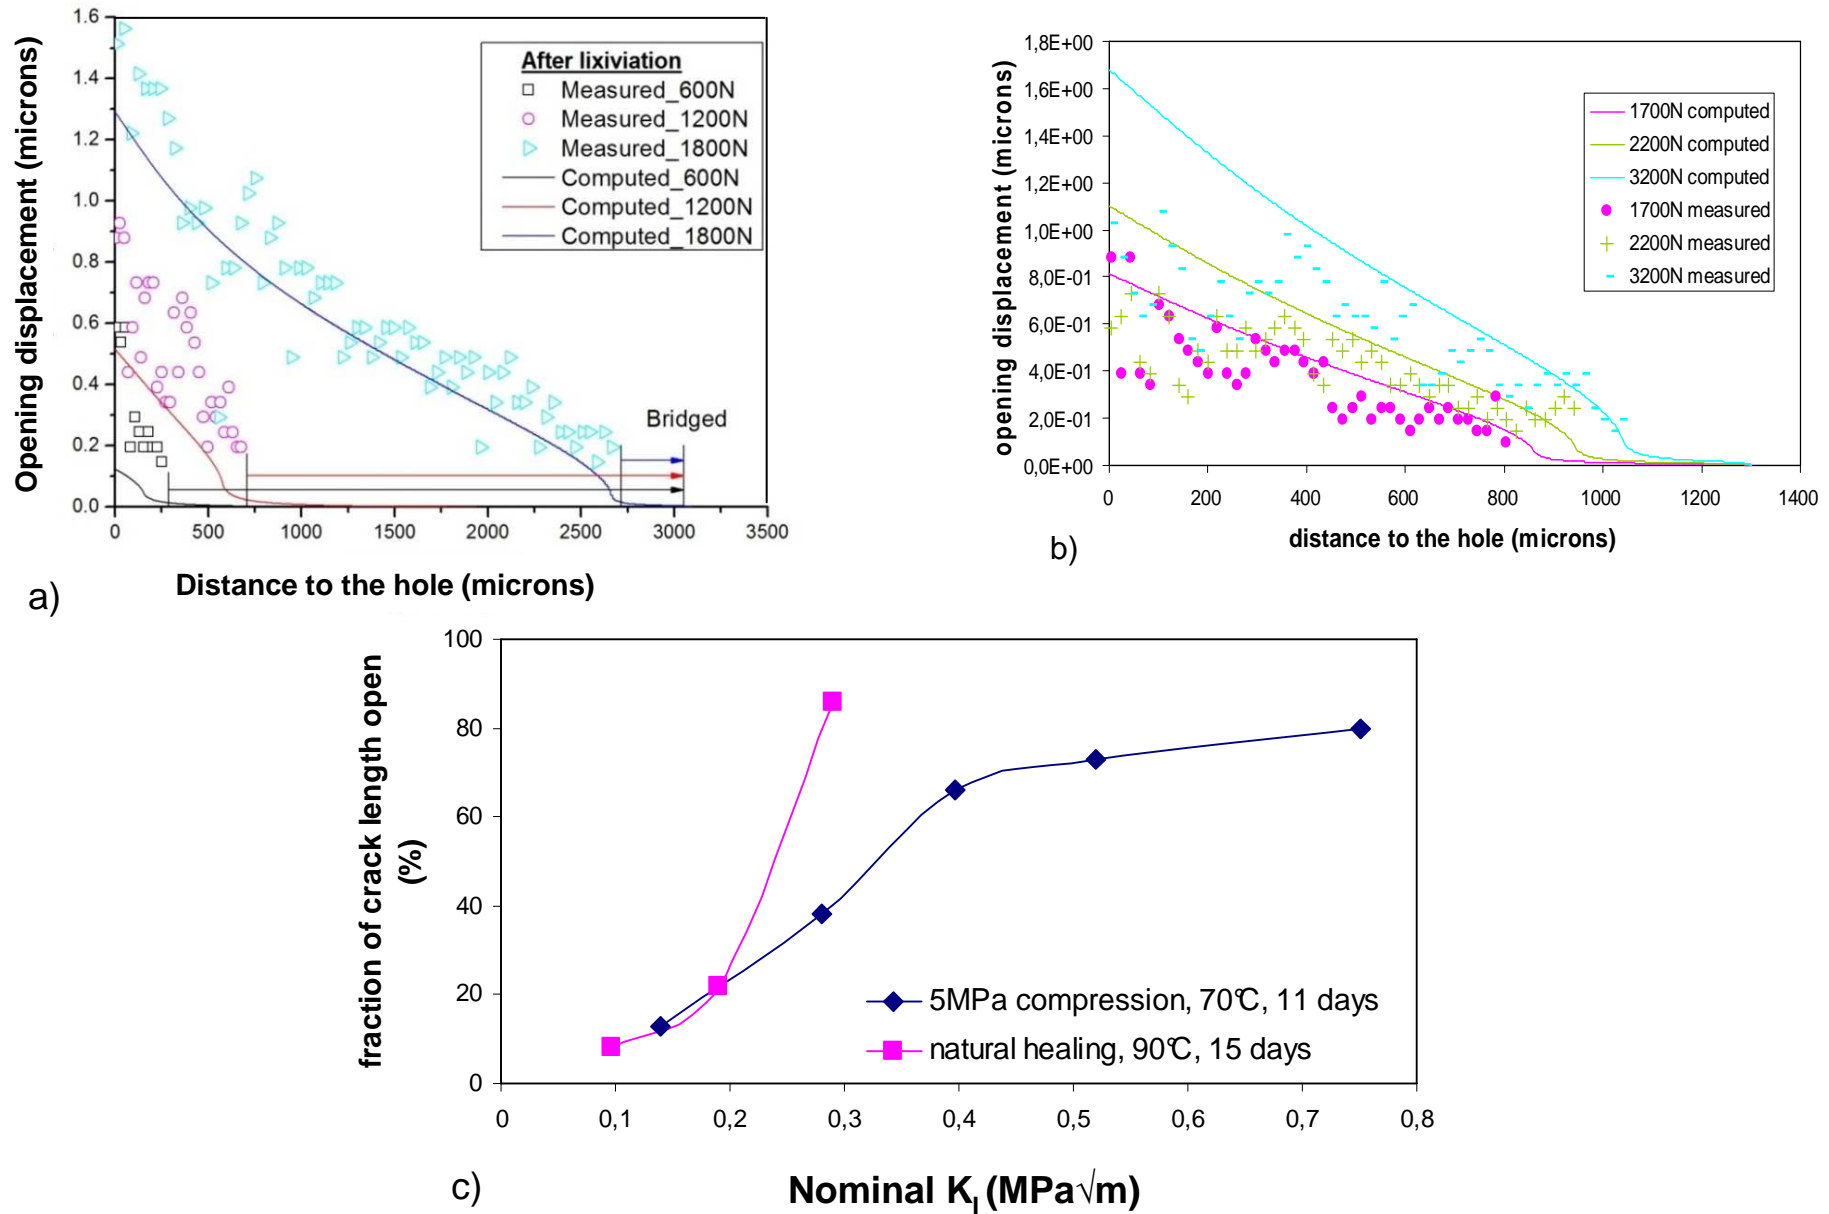 Opening displacement (microns)
1.6
1.4
1.2
1.0
0.8
0.6
0.4
0.2
0.0
After lixiviation
Measured_600N
Measured_1200N
Measured_1800N
Computed_600N
Computed_1200N
Computed_1800N
Bridged
0 500 1000 1500 2000 2500 3000 3500
Distance to the hole (microns)
a)
opening displacement (microns)
1,8E+00
1,6E+00
1,4E+00
1,2E+00
1,0E+00
8,0E-01
6,0E-01
4,0E-01
2,0E-01
0,0E+00
1700N computed
2200N computed
3200N computed
1700N measured
2200N measured
3200N measured
0 200 400 600 800 1000 1200 1400
distance to the hole (microns)
b)
fraction of crack length open
(%)
100
80
60
40
20
0
5MPa compression, 70°C, 11 days
natural healing, 90°C, 15 days
0 0,1 0,2 0,3 0,4 0,5 0,6 0,7 0,8
c)
Nominal K_I (MPa√m)